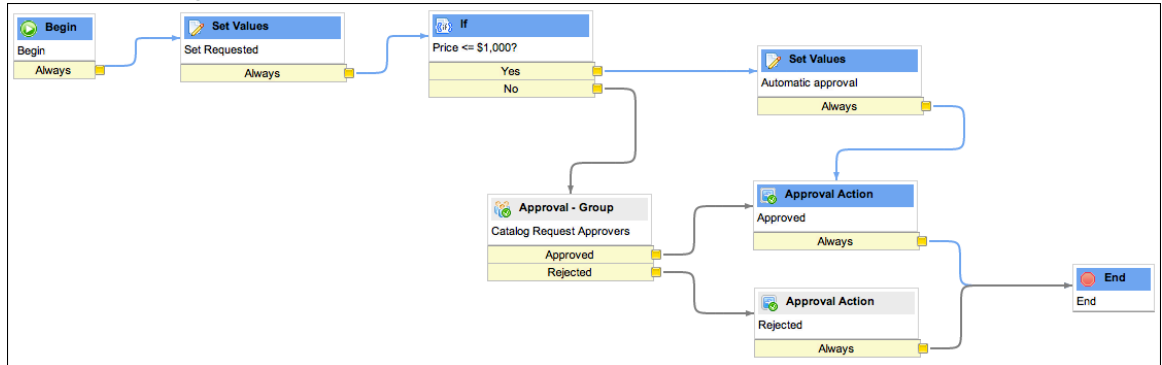 Begin
Begin
Always
Set Values
Set Requested
Always
If
Price <= $1,000?
Yes
No
Set Values
Automatic approval
Always
Approval - Group
Catalog Request Approvers
Approved
Rejected
Approval Action
Approved
Always
Approval Action
Rejected
Always
End
End